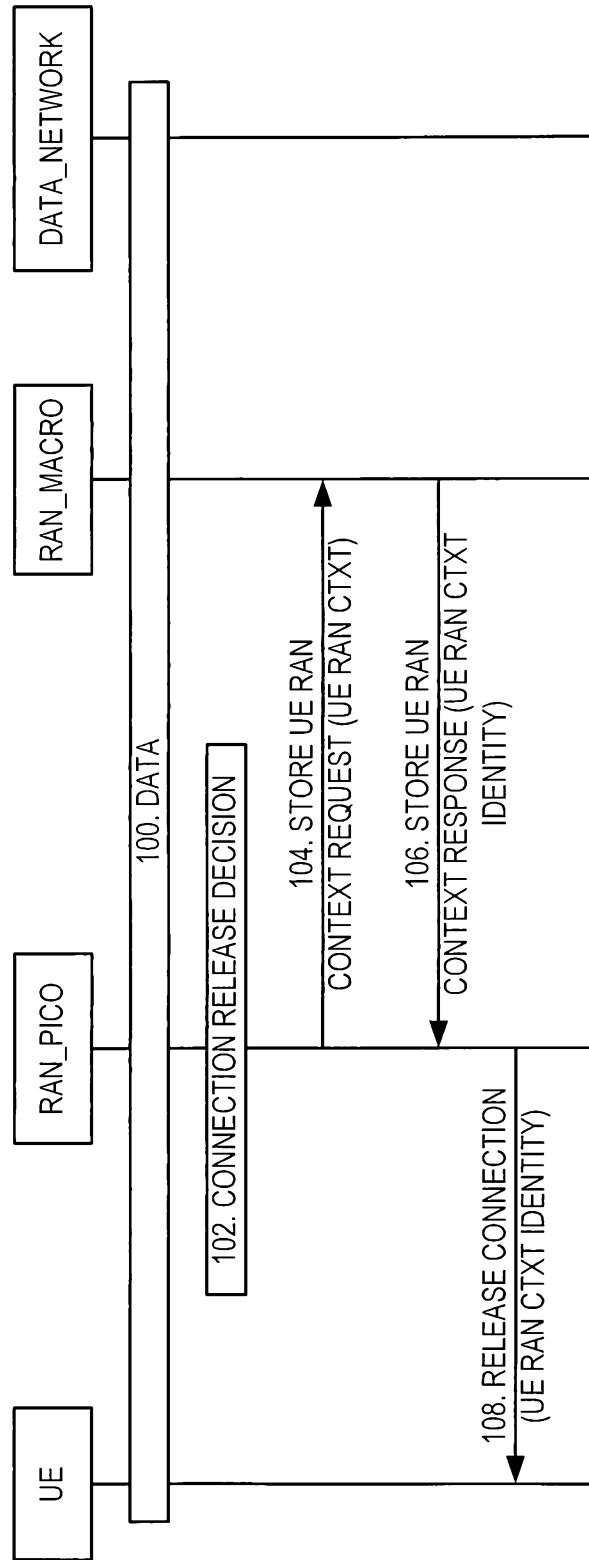 UE
RAN_PICO
RAN_MACRO
DATA_NETWORK
100. DATA
102. CONNECTION RELEASE DECISION
104. STORE UE RAN
CONTEXT REQUEST (UE RAN CTXT)
106. STORE UE RAN
CONTEXT RESPONSE (UE RAN CTXT
IDENTITY)
108. RELEASE CONNECTION
(UE RAN CTXT IDENTITY)